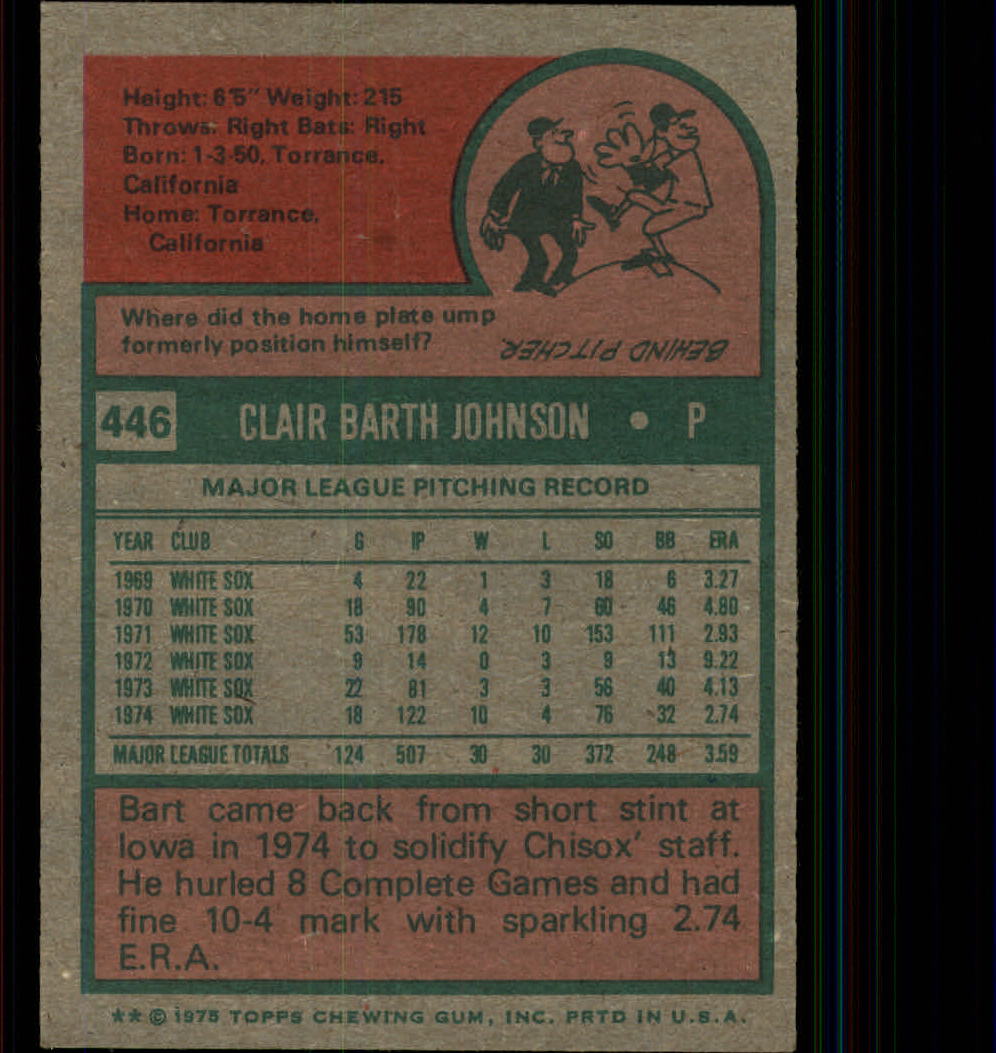 Height: 6'5" Weight: 215
Throws: Right Bats: Right
Born: 1-3-50, Torrance,
California
Home: Torrance,
California
Where did the home plate ump
formerly position himself?
BEHIND PITCHER
446 CLAIR BARTH JOHNSON • P
MAJOR LEAGUE PITCHING RECORD
YEAR CLUB G IP W L SO BB ERA
1969 WHITE SOX 4 22 1 3 18 6 3.27
1970 WHITE SOX 18 90 4 7 60 46 4.80
1971 WHITE SOX 53 178 12 10 153 111 2.93
1972 WHITE SOX 9 14 0 3 9 13 9.22
1973 WHITE SOX 22 81 3 3 56 40 4.13
1974 WHITE SOX 18 122 10 4 76 32 2.74
MAJOR LEAGUE TOTALS 124 507 30 30 372 248 3.59
Bart came back from short stint at
Iowa in 1974 to solidify Chisox' staff.
He hurled 8 Complete Games and had
fine 10-4 mark with sparkling 2.74
E.R.A.
** © 1975 TOPPS CHEWING GUM, INC. PRTD IN U.S.A.